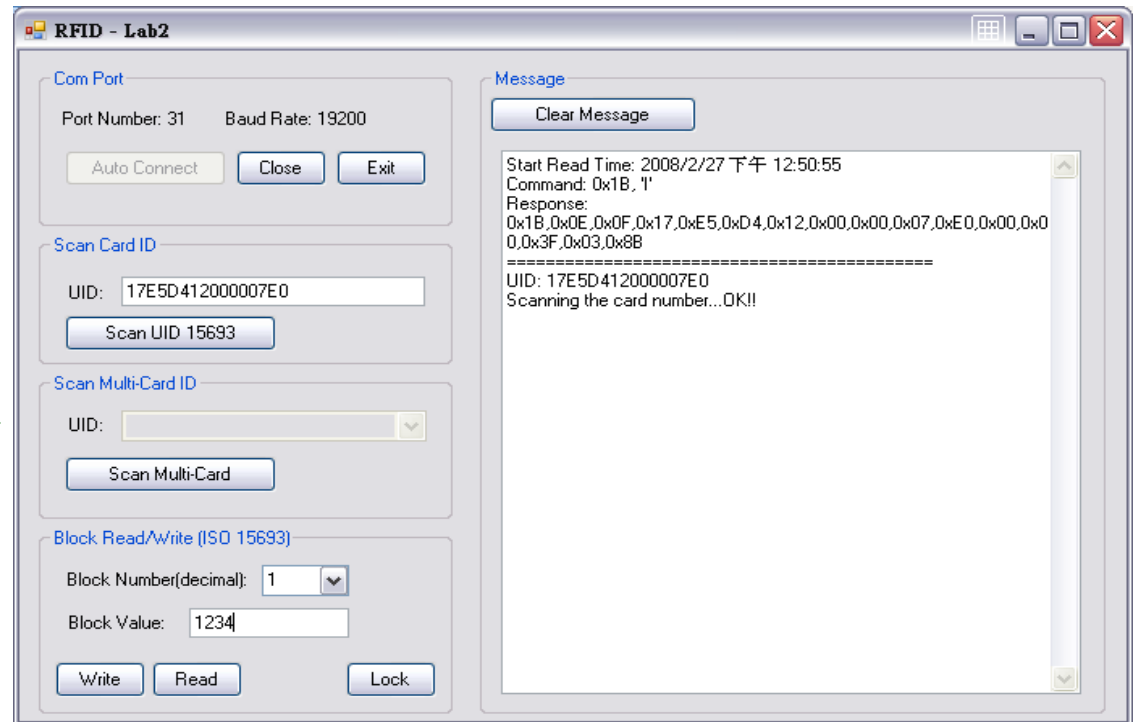 RFID - Lab2
Com Port
Port Number: 31 Baud Rate: 19200
Auto Connect Close Exit
Scan Card ID
UID: 17E5D412000007E0
Scan UID 15693
Scan Multi-Card ID
UID:
Scan Multi-Card
Block Read/Write (ISO 15693)
Block Number(decimal): 1
Block Value: 1234
Write Read Lock
Message
Clear Message
Start Read Time: 2008/2/27 下午 12:50:55
Command: 0x1B, 'I'
Response:
0x1B,0x0E,0x0F,0x17,0xE5,0xD4,0x12,0x00,0x00,0x07,0xE0,0x00,0x0
0,0x3F,0x03,0x8B
============================================
UID: 17E5D412000007E0
Scanning the card number...OK!!